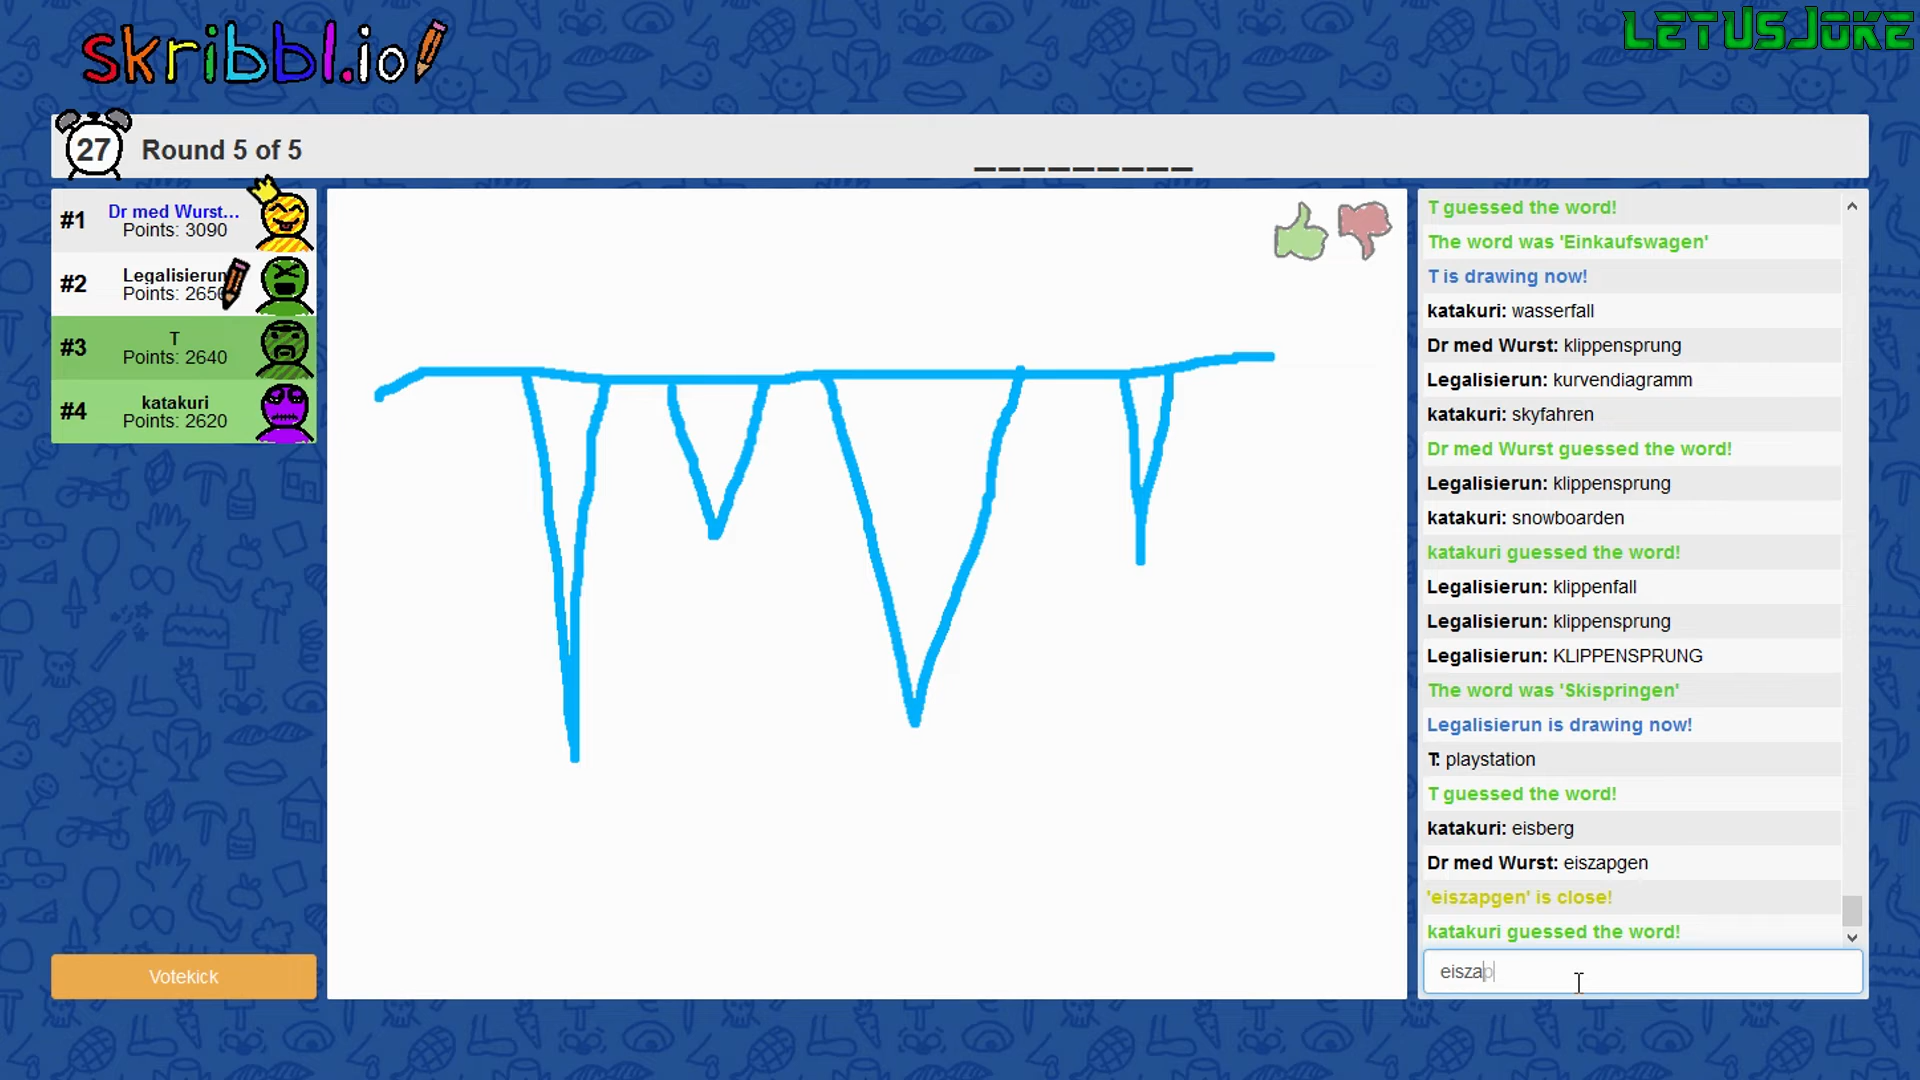 LETUSJOKE
skribbl.io
27
Round 5 of 5
_________
#1 Dr med Wurst...
Points: 3090
#2 Legalisierun
Points: 2650
#3 T
Points: 2640
#4 katakuri
Points: 2620
Votekick
T guessed the word!
The word was 'Einkaufswagen'
T is drawing now!
katakuri: wasserfall
Dr med Wurst: klippensprung
Legalisierun: kurvendiagramm
katakuri: skyfahren
Dr med Wurst guessed the word!
Legalisierun: klippensprung
katakuri: snowboarden
katakuri guessed the word!
Legalisierun: klippenfall
Legalisierun: klippensprung
Legalisierun: KLIPPENSPRUNG
The word was 'Skispringen'
Legalisierun is drawing now!
T: playstation
T guessed the word!
katakuri: eisberg
Dr med Wurst: eiszapgen
'eiszapgen' is close!
katakuri guessed the word!
eiszap